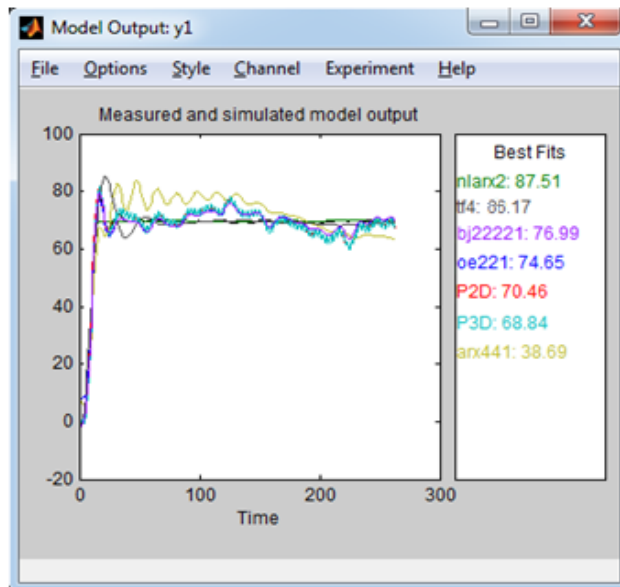 Model Output: y1
File Options Style Channel Experiment Help
Measured and simulated model output
100
80
60
40
20
0
-20
0 100 200 300
Time
Best Fits
nlarx2: 87.51
tf4: 86.17
bj22221: 76.99
oe221: 74.65
P2D: 70.46
P3D: 68.84
arx441: 38.69